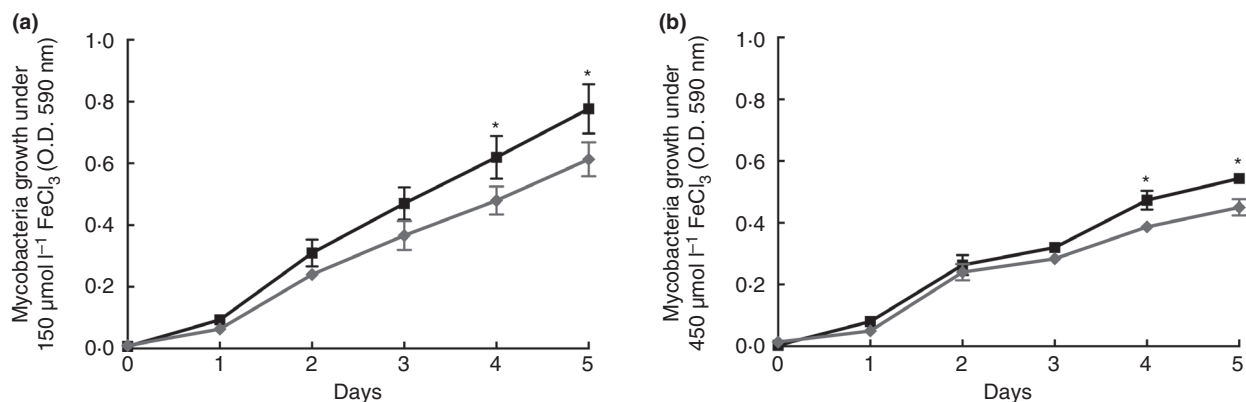 (a)
Mycobacteria growth under
150 μmol l⁻¹ FeCl₃ (O.D. 590 nm)
1·0
0·8
0·6
0·4
0·2
0·0
0 1 2 3 4 5
Days
* *
(b)
Mycobacteria growth under
450 μmol l⁻¹ FeCl₃ (O.D. 590 nm)
1·0
0·8
0·6
0·4
0·2
0·0
0 1 2 3 4 5
Days
* *